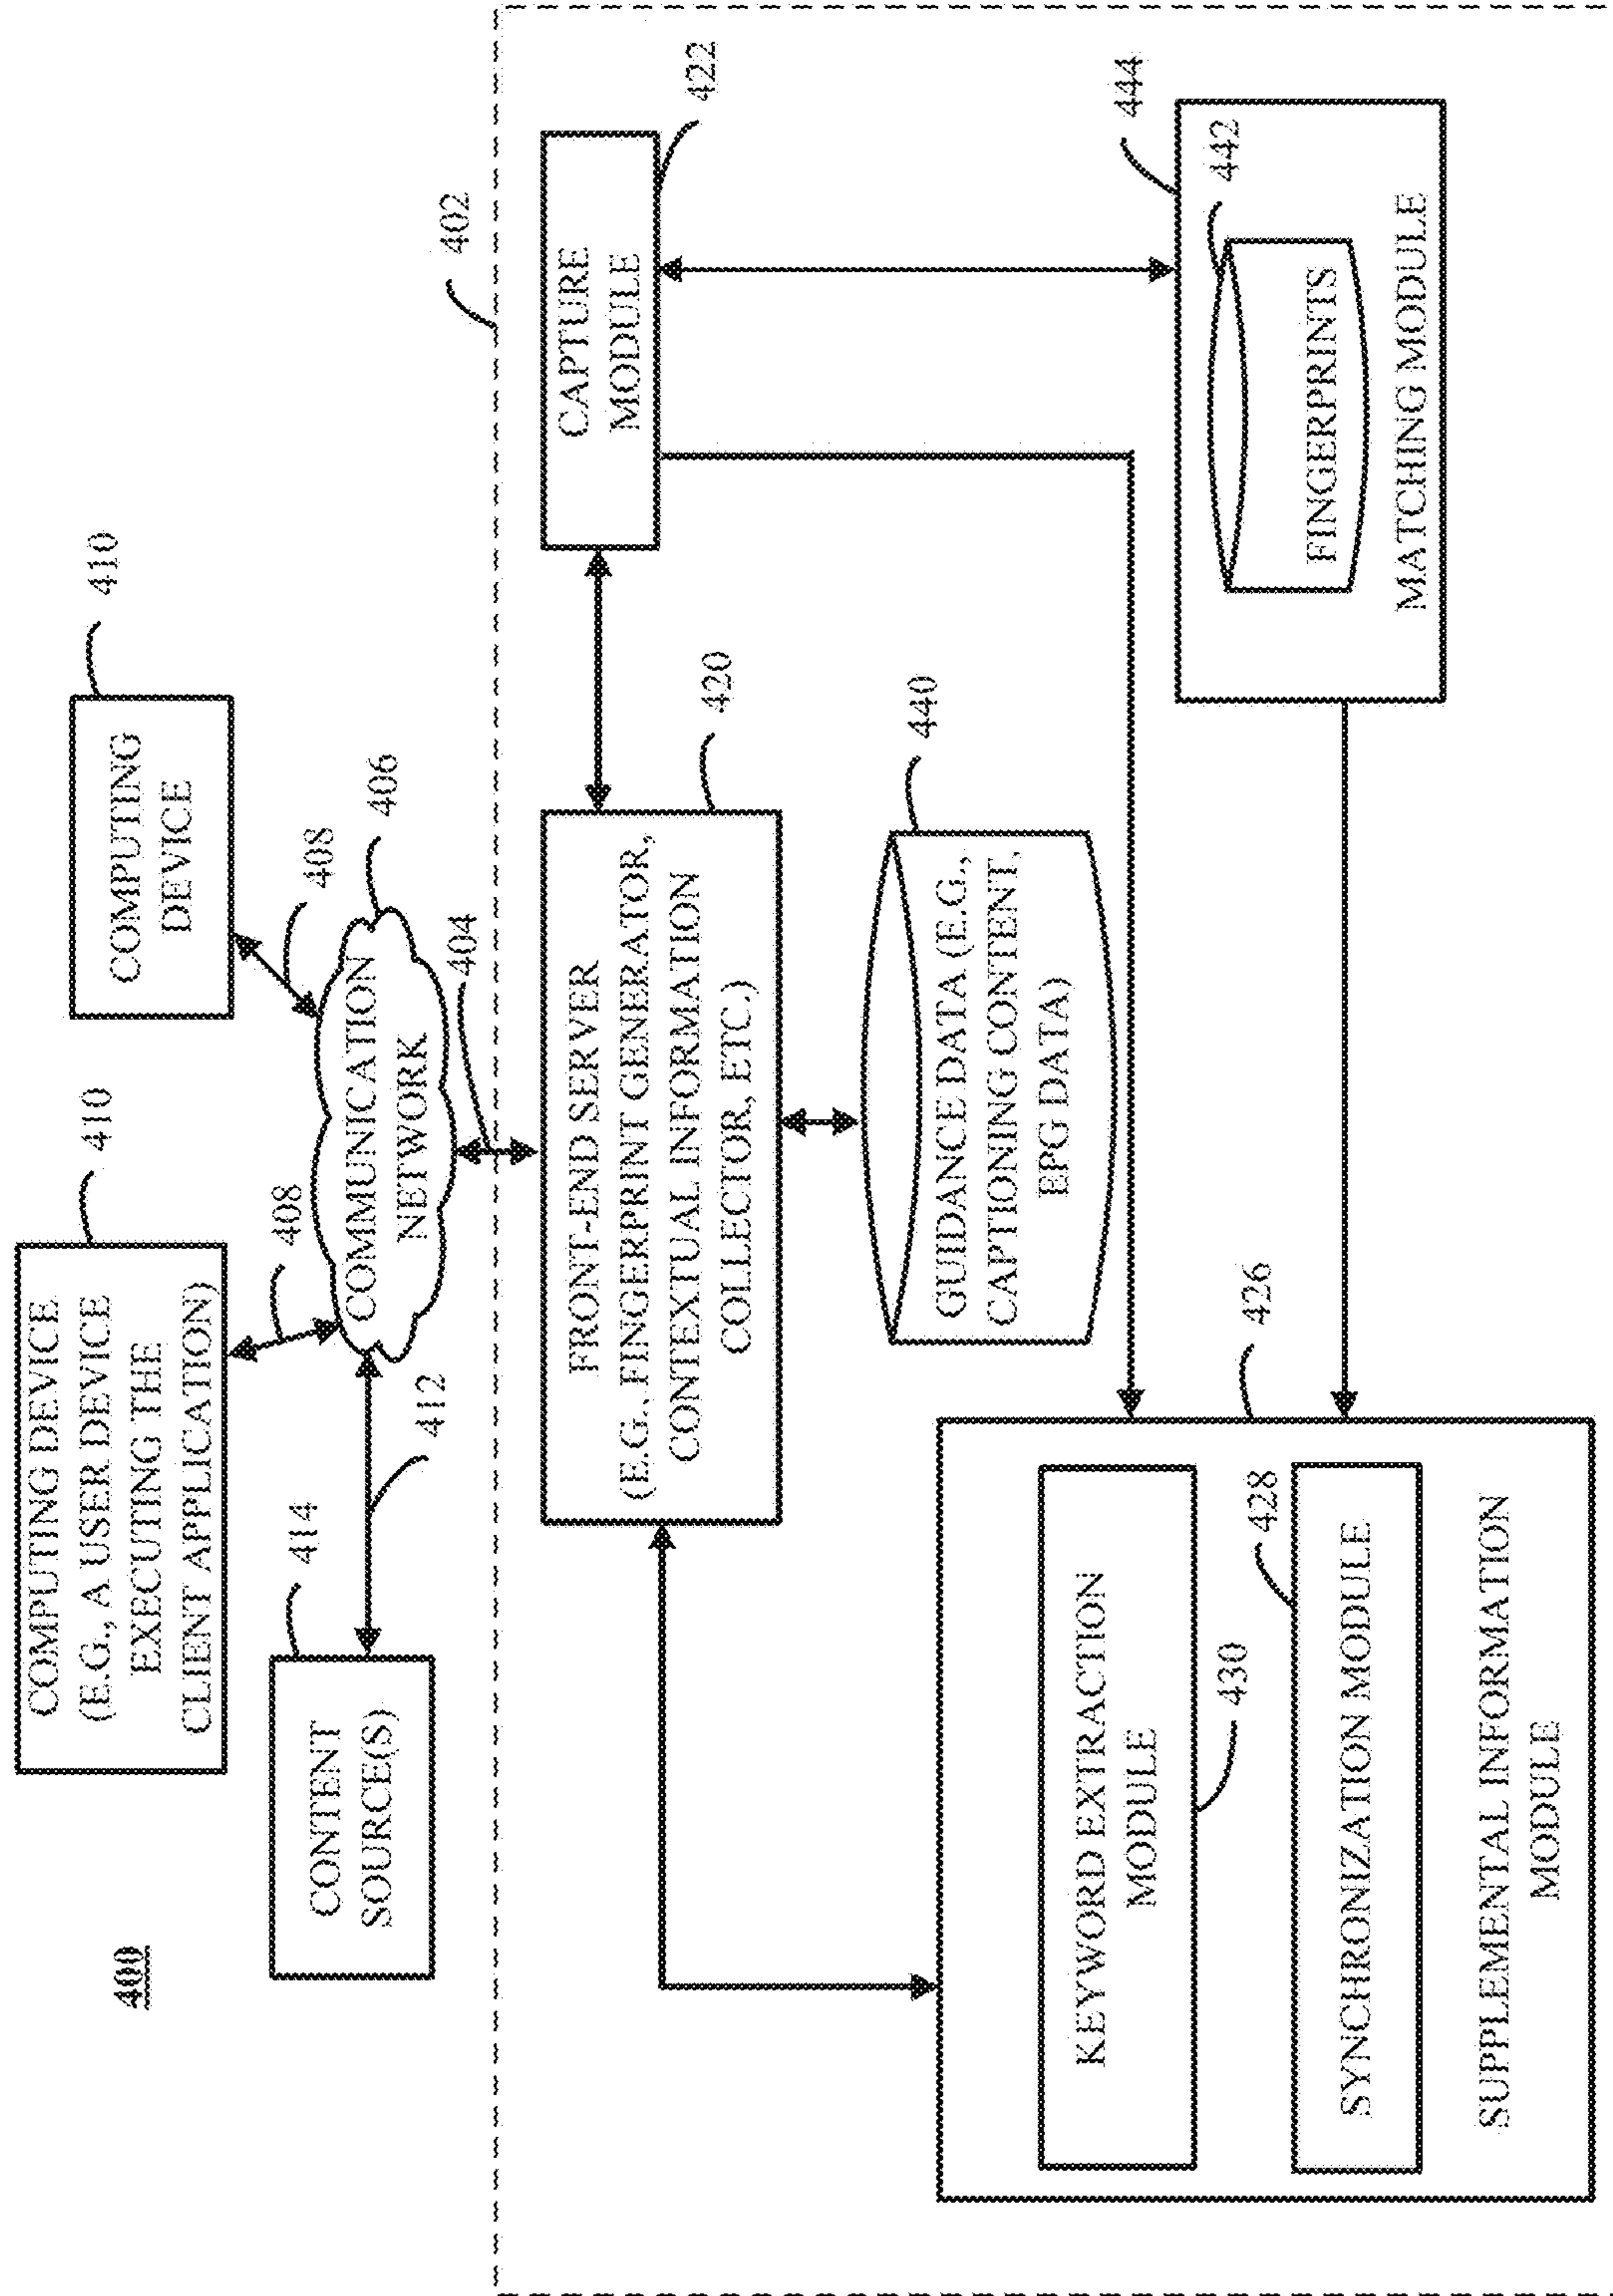 400
COMPUTING DEVICE
(E.G., A USER DEVICE
EXECUTING THE
CLIENT APPLICATION)
410
COMPUTING
DEVICE
410
408
408
CONTENT
SOURCE(S)
414
412
COMMUNICATION
NETWORK
406
404
402
FRONT-END SERVER
(E.G., FINGERPRINT GENERATOR,
CONTEXTUAL INFORMATION
COLLECTOR, ETC.)
420
CAPTURE
MODULE
422
GUIDANCE DATA (E.G.,
CAPTIONING CONTENT,
EPG DATA)
440
KEYWORD EXTRACTION
MODULE
430
SYNCHRONIZATION MODULE
428
SUPPLEMENTAL INFORMATION
MODULE
426
444
442
FINGERPRINTS
MATCHING MODULE